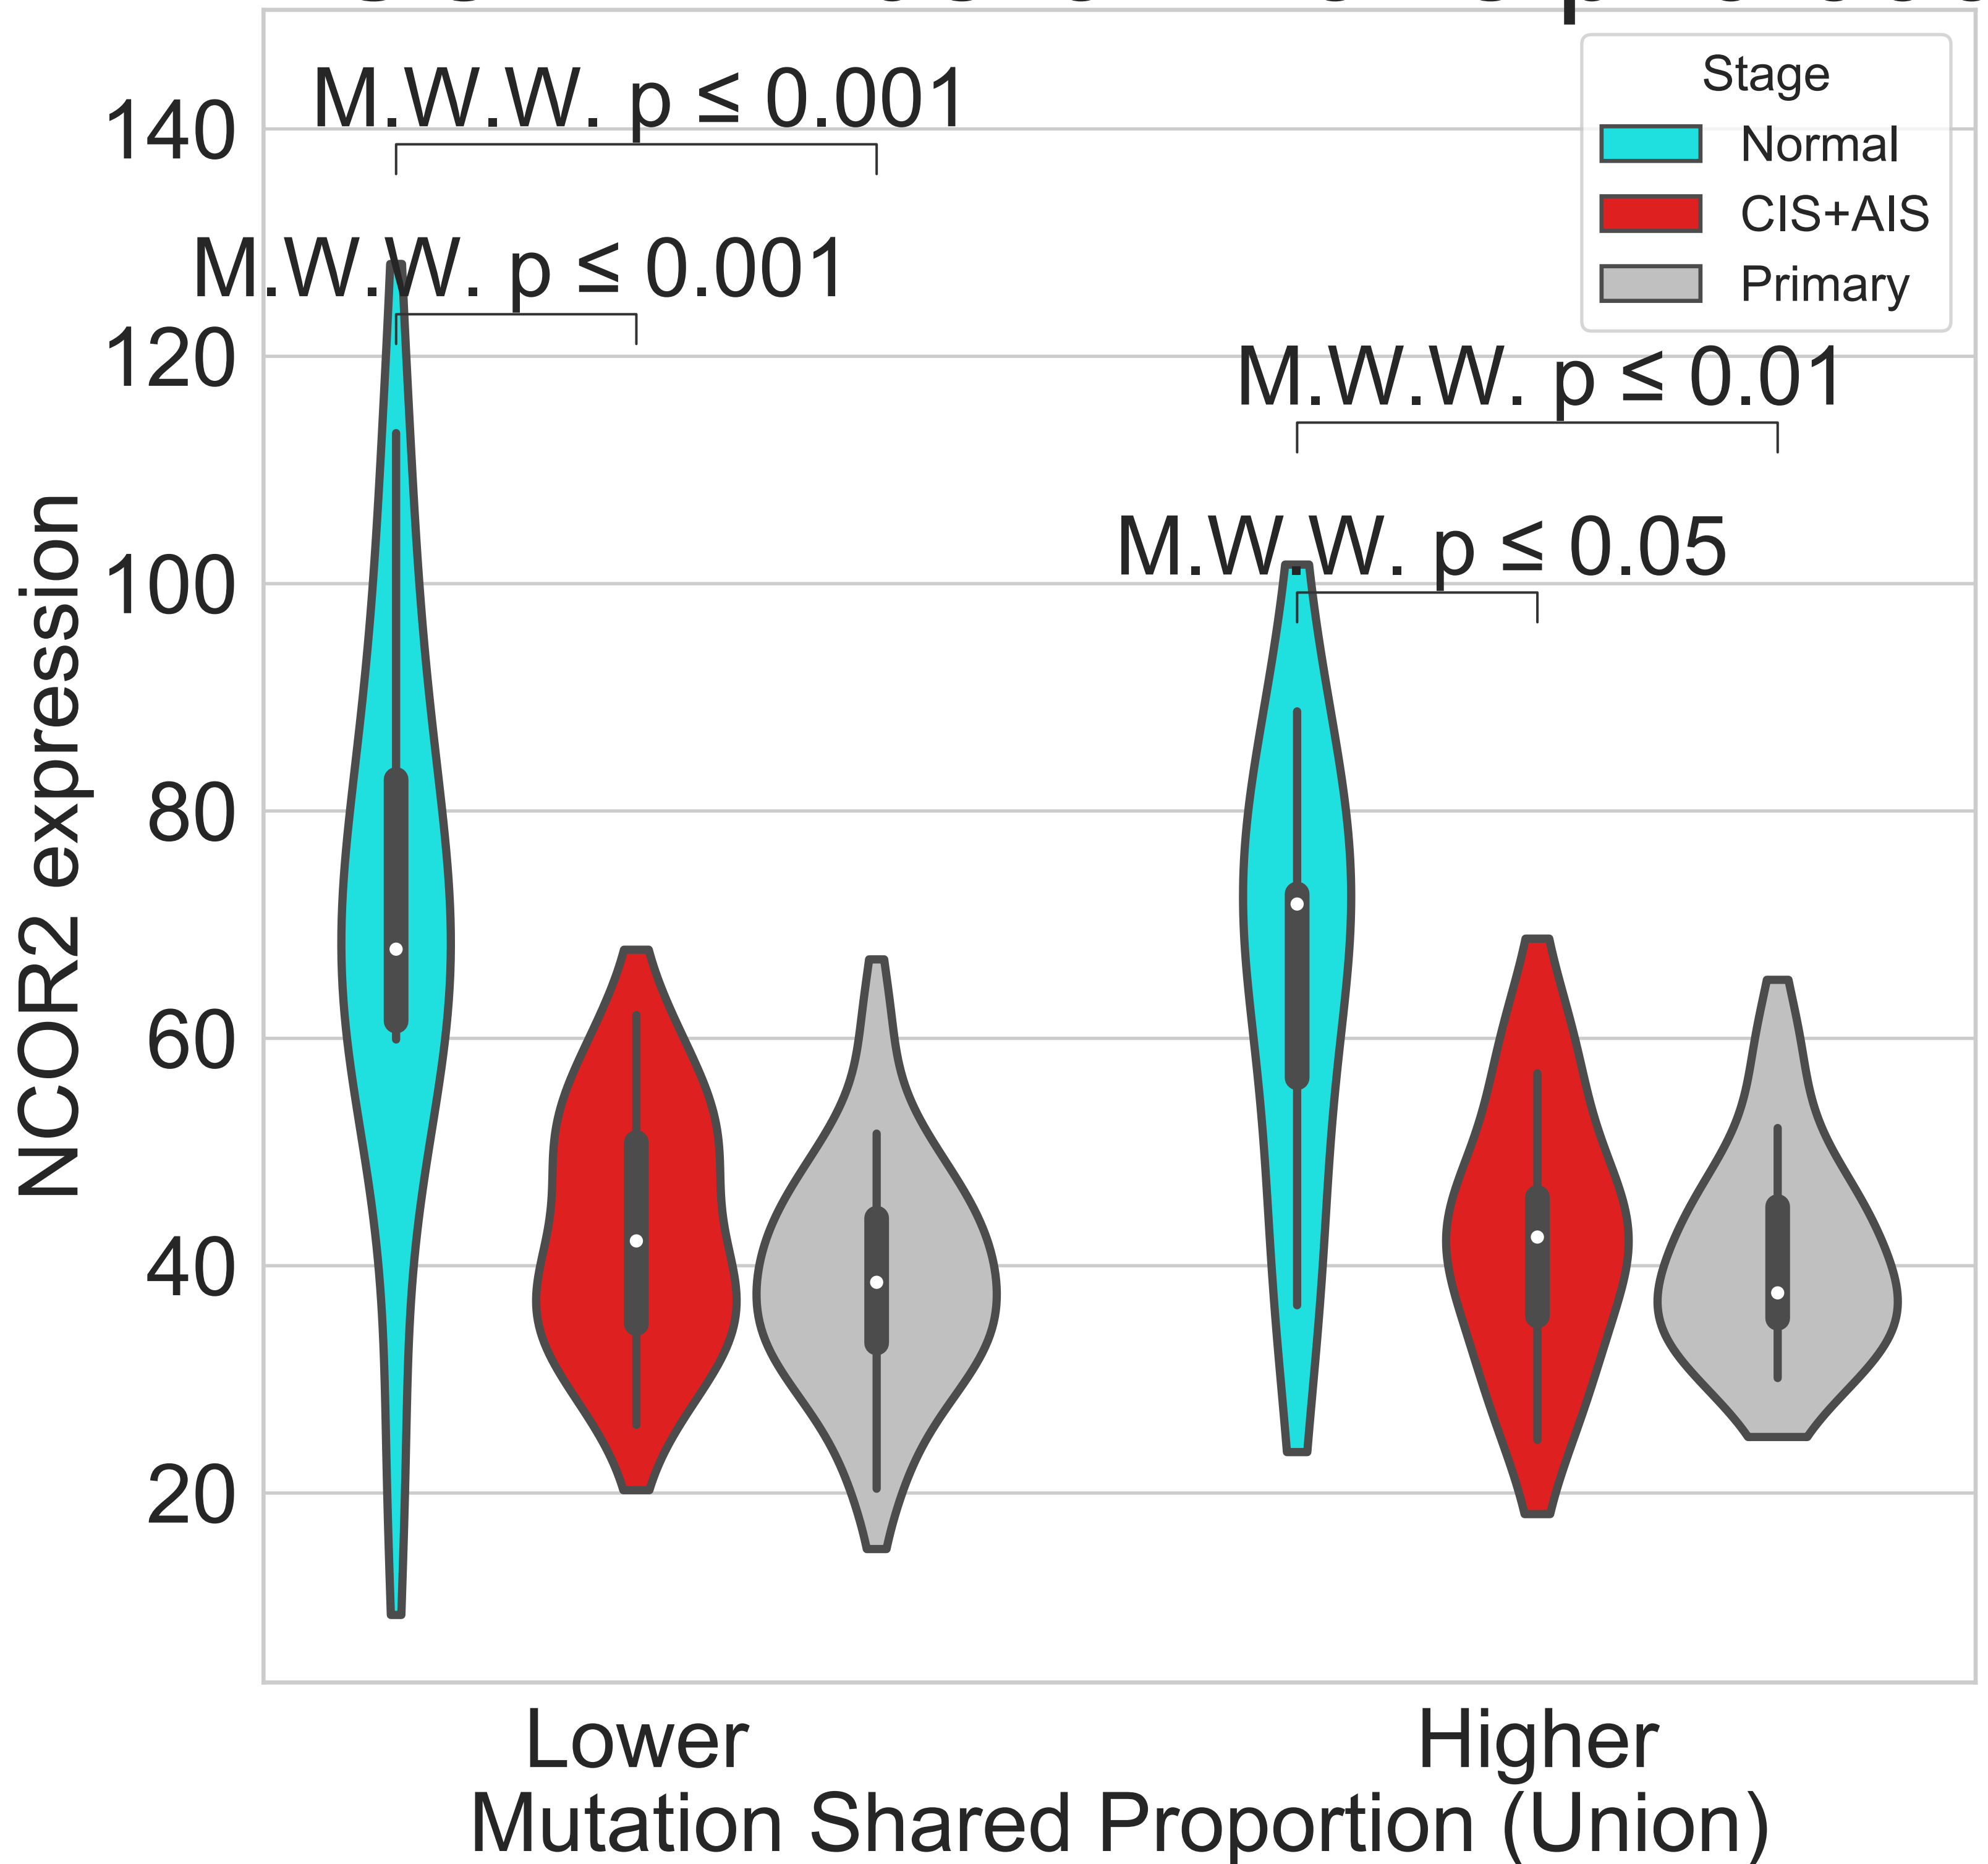 M.W.W. p ≤ 0.001
M.W.W. p ≤ 0.001
M.W.W. p ≤ 0.01
M.W.W. p ≤ 0.05
Stage
Normal
CIS+AIS
Primary
NCOR2 expression
140
120
100
80
60
40
20
Lower
Higher
Mutation Shared Proportion (Union)